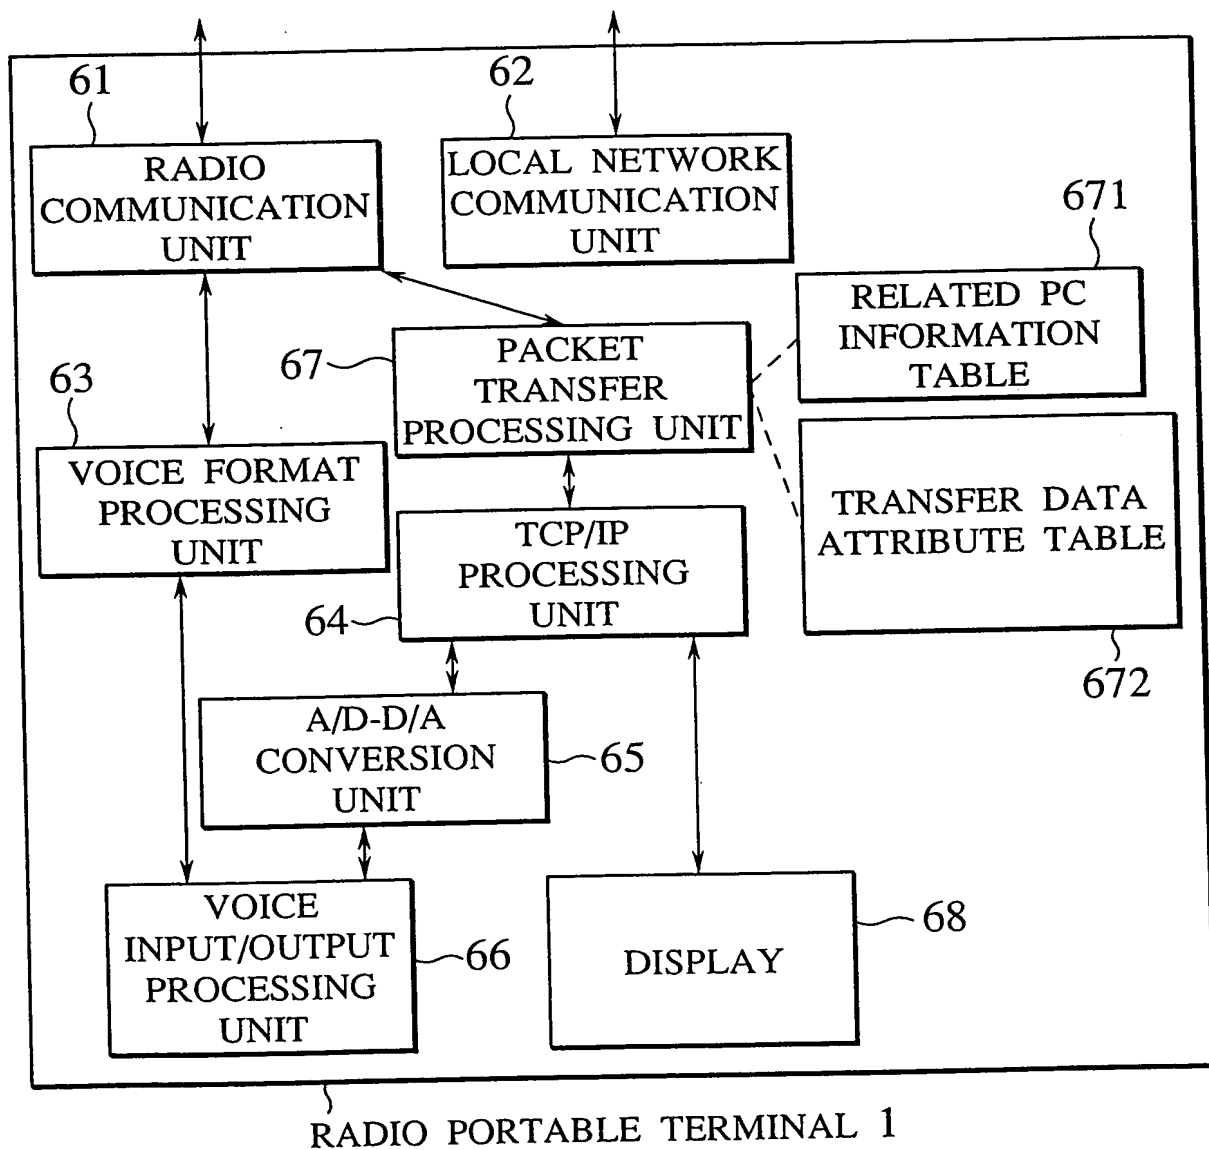 61
62
RADIO
COMMUNICATION
UNIT
LOCAL NETWORK
COMMUNICATION
UNIT
671
RELATED PC
INFORMATION
TABLE
67
PACKET
TRANSFER
PROCESSING UNIT
63
VOICE FORMAT
PROCESSING
UNIT
TRANSFER DATA
ATTRIBUTE TABLE
672
TCP/IP
PROCESSING
UNIT
64
A/D-D/A
CONVERSION
UNIT
65
VOICE
INPUT/OUTPUT
PROCESSING
UNIT
66
DISPLAY
68
RADIO PORTABLE TERMINAL 1